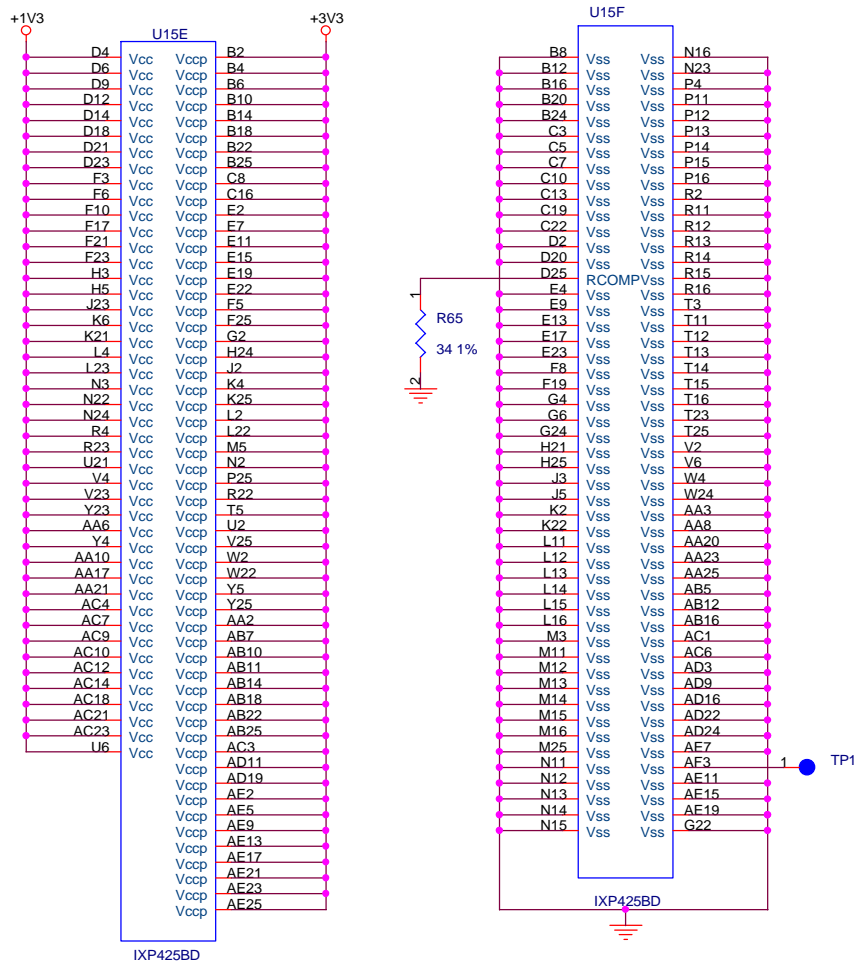 +1V3 +3V3
U15E
D4 Vcc Vccp B2
D6 Vcc Vccp B4
D9 Vcc Vccp B6
D12 Vcc Vccp B10
D14 Vcc Vccp B14
D18 Vcc Vccp B18
D21 Vcc Vccp B22
D23 Vcc Vccp B25
F3 Vcc Vccp C8
F6 Vcc Vccp C16
F10 Vcc Vccp E2
F17 Vcc Vccp E7
F21 Vcc Vccp E11
F23 Vcc Vccp E15
H3 Vcc Vccp E19
H5 Vcc Vccp E22
J23 Vcc Vccp F5
K6 Vcc Vccp F25
K21 Vcc Vccp G2
L4 Vcc Vccp H24
L23 Vcc Vccp J2
N3 Vcc Vccp K4
N22 Vcc Vccp K25
N24 Vcc Vccp L2
R4 Vcc Vccp L22
R23 Vcc Vccp M5
U21 Vcc Vccp N2
V4 Vcc Vccp P25
V23 Vcc Vccp R22
Y23 Vcc Vccp T5
AA6 Vcc Vccp U2
Y4 Vcc Vccp V25
AA10 Vcc Vccp W2
AA17 Vcc Vccp W22
AA21 Vcc Vccp Y5
AC4 Vcc Vccp Y25
AC7 Vcc Vccp AA2
AC9 Vcc Vccp AB7
AC10 Vcc Vccp AB10
AC12 Vcc Vccp AB11
AC14 Vcc Vccp AB14
AC18 Vcc Vccp AB18
AC21 Vcc Vccp AB22
AC23 Vcc Vccp AB25
U6 Vcc Vccp AC3
Vccp AD11
Vccp AD19
Vccp AE2
Vccp AE5
Vccp AE9
Vccp AE13
Vccp AE17
Vccp AE21
Vccp AE23
Vccp AE25
IXP425BD
U15F
B8 Vss Vss N16
B12 Vss Vss N23
B16 Vss Vss P4
B20 Vss Vss P11
B24 Vss Vss P12
C3 Vss Vss P13
C5 Vss Vss P14
C7 Vss Vss P15
C10 Vss Vss P16
C13 Vss Vss R2
C19 Vss Vss R11
C22 Vss Vss R12
D2 Vss Vss R13
D20 Vss Vss R14
D25 RCOMP Vss R15
E4 Vss Vss R16
E9 Vss Vss T3
E13 Vss Vss T11
E17 Vss Vss T12
E23 Vss Vss T13
F8 Vss Vss T14
F19 Vss Vss T15
G4 Vss Vss T16
G6 Vss Vss T23
G24 Vss Vss T25
H21 Vss Vss V2
H25 Vss Vss V6
J3 Vss Vss W4
J5 Vss Vss W24
K2 Vss Vss AA3
K22 Vss Vss AA8
L11 Vss Vss AA20
L12 Vss Vss AA23
L13 Vss Vss AA25
L14 Vss Vss AB5
L15 Vss Vss AB12
L16 Vss Vss AB16
M3 Vss Vss AC1
M11 Vss Vss AC6
M12 Vss Vss AD3
M13 Vss Vss AD9
M14 Vss Vss AD16
M15 Vss Vss AD22
M16 Vss Vss AD24
M25 Vss Vss AE7
N11 Vss Vss AF3
N12 Vss Vss AE11
N13 Vss Vss AE15
N14 Vss Vss AE19
N15 Vss Vss G22
IXP425BD
1
R65
34 1%
2
1 TP1